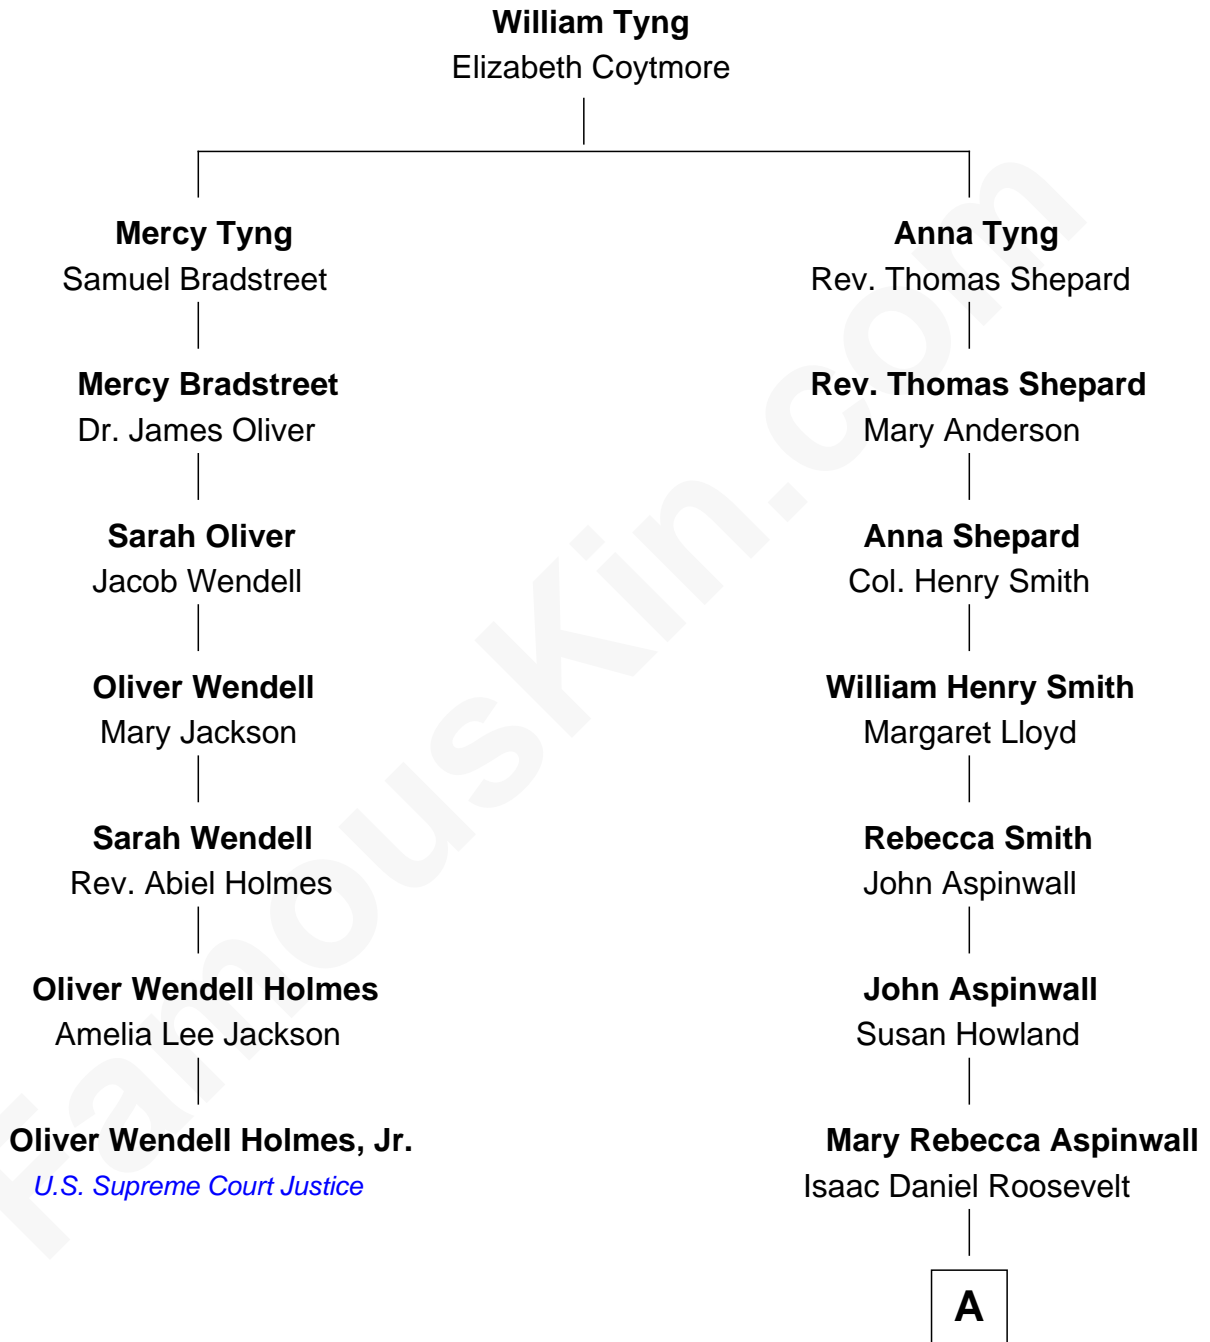 William Tyng
Elizabeth Coytmore
Mercy Tyng
Samuel Bradstreet
Anna Tyng
Rev. Thomas Shepard
Mercy Bradstreet
Dr. James Oliver
Rev. Thomas Shepard
Mary Anderson
Sarah Oliver
Jacob Wendell
Anna Shepard
Col. Henry Smith
Oliver Wendell
Mary Jackson
William Henry Smith
Margaret Lloyd
Sarah Wendell
Rev. Abiel Holmes
Rebecca Smith
John Aspinwall
Oliver Wendell Holmes
Amelia Lee Jackson
John Aspinwall
Susan Howland
Oliver Wendell Holmes, Jr.
U.S. Supreme Court Justice
Mary Rebecca Aspinwall
Isaac Daniel Roosevelt
A
FamousKin.com